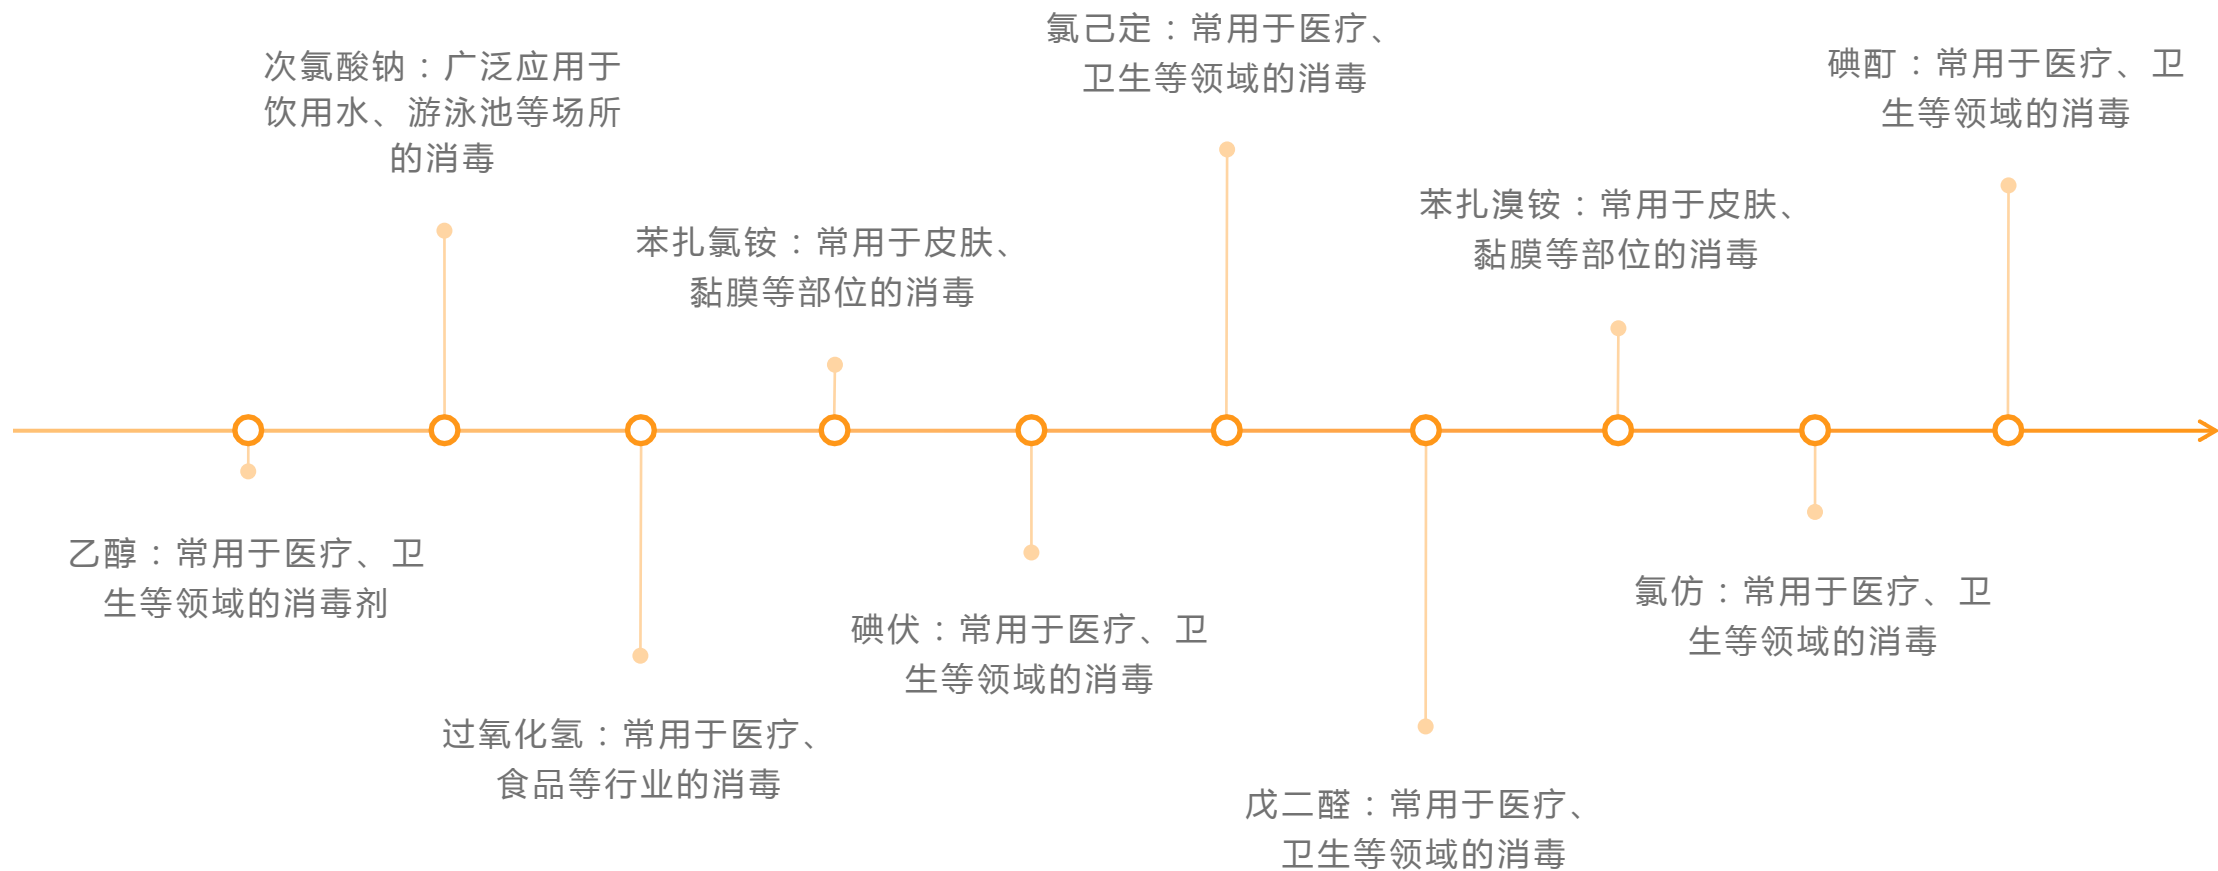 次氯酸钠：广泛应用于
饮用水、游泳池等场所
的消毒
苯扎氯铵：常用于皮肤、
黏膜等部位的消毒
氯己定：常用于医疗、
卫生等领域的消毒
苯扎溴铵：常用于皮肤、
黏膜等部位的消毒
碘酊：常用于医疗、卫
生等领域的消毒
乙醇：常用于医疗、卫
生等领域的消毒剂
过氧化氢：常用于医疗、
食品等行业的消毒
碘伏：常用于医疗、卫
生等领域的消毒
戊二醛：常用于医疗、
卫生等领域的消毒
氯仿：常用于医疗、卫
生等领域的消毒